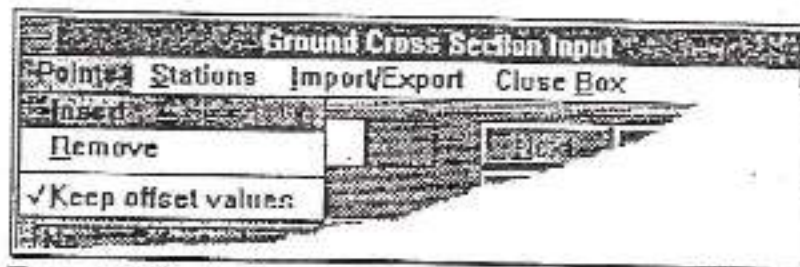 Ground Cross Section Input
Points Stations Import/Export Close Box
Insert
Remove
✓Keep offset values